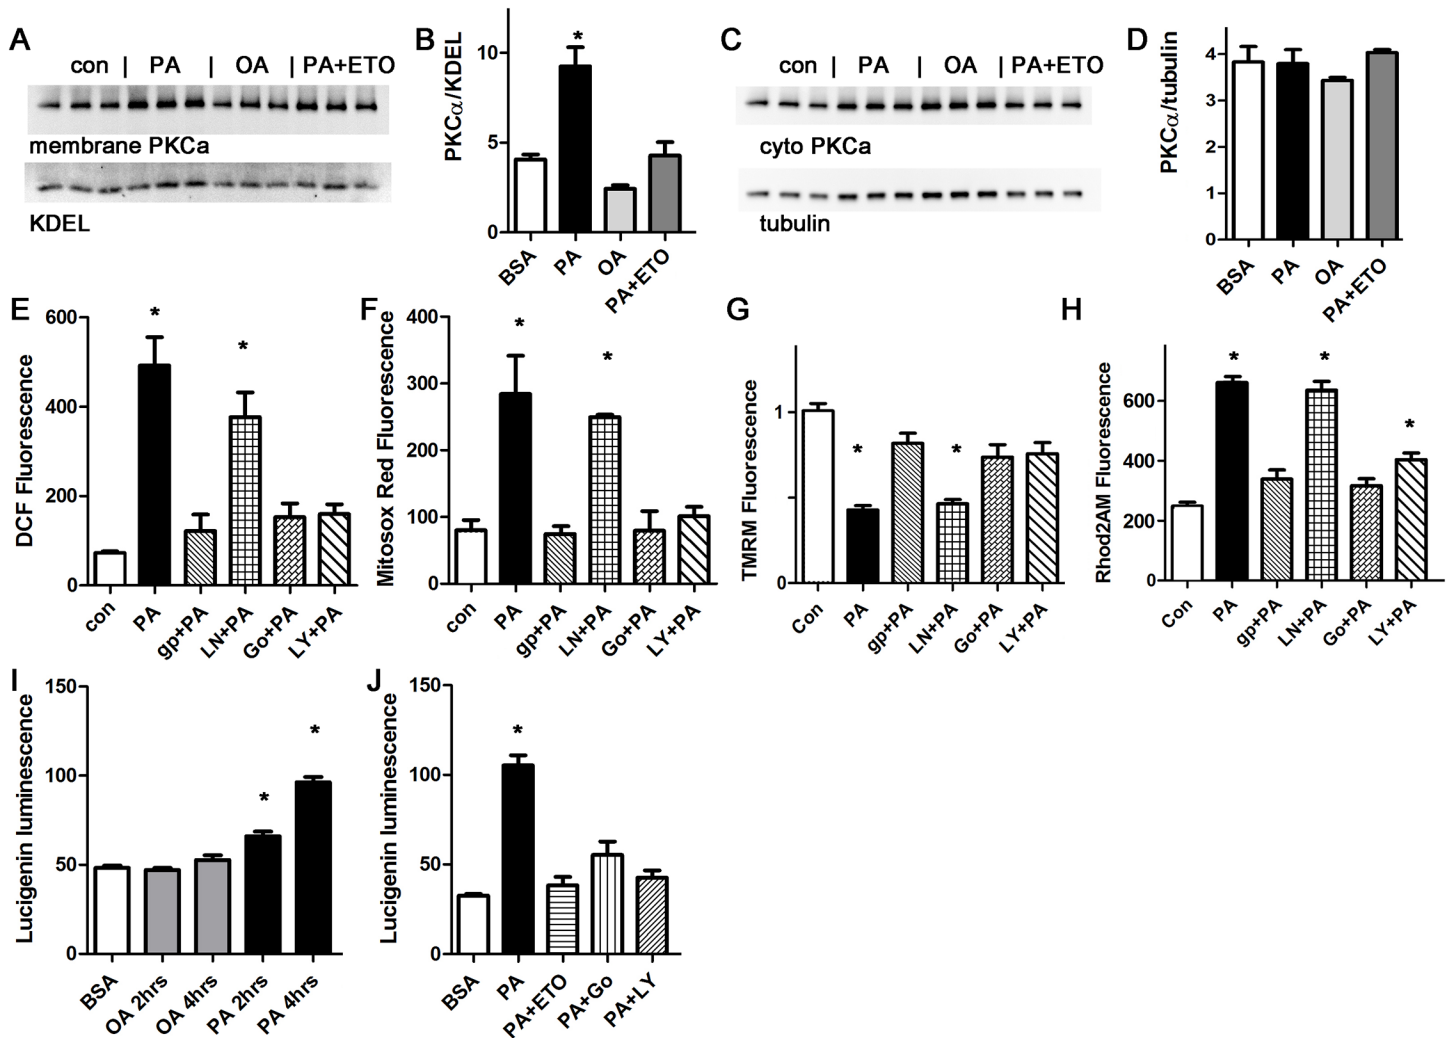 A
con | PA | OA | PA+ETO
membrane PKCa
KDEL
B
PKCα/KDEL
10
5
0
*
BSA
PA
OA
PA+ETO
C
con | PA | OA | PA+ETO
cyto PKCa
tubulin
D
PKCα/tubulin
4
3
2
1
0
BSA
PA
OA
PA+ETO
E
DCF Fluorescence
600
400
200
0
*
*
con
PA
gp+PA
LN+PA
Go+PA
LY+PA
F
Mitosox Red Fluorescence
400
300
200
100
0
*
*
con
PA
gp+PA
LN+PA
Go+PA
LY+PA
G
TMRM Fluorescence
1
0
*
*
Con
PA
gp+PA
LN+PA
Go+PA
LY+PA
H
Rhod2AM Fluorescence
600
400
200
0
*
*
*
Con
PA
gp+PA
LN+PA
Go+PA
LY+PA
I
Lucigenin luminescence
150
100
50
0
*
*
BSA
OA 2hrs
OA 4hrs
PA 2hrs
PA 4hrs
J
Lucigenin luminescence
150
100
50
0
*
BSA
PA
PA+ETO
PA+Go
PA+LY